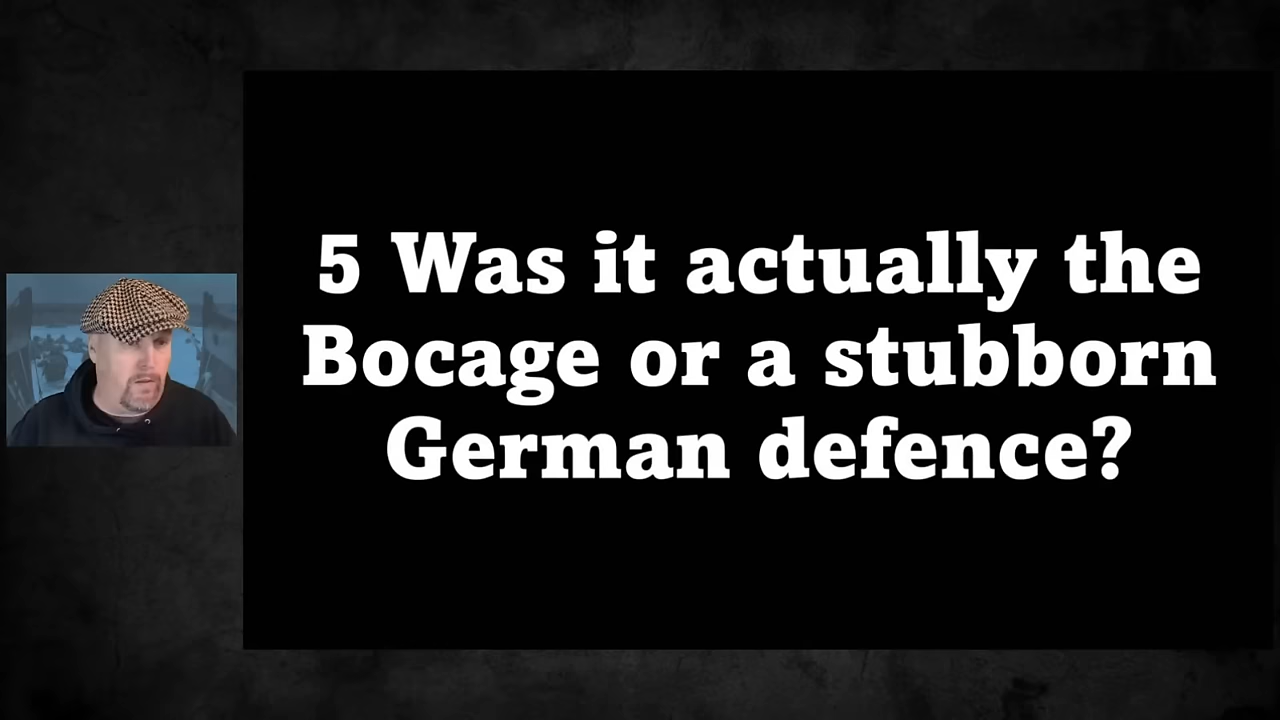 5 Was it actually the
Bocage or a stubborn
German defence?